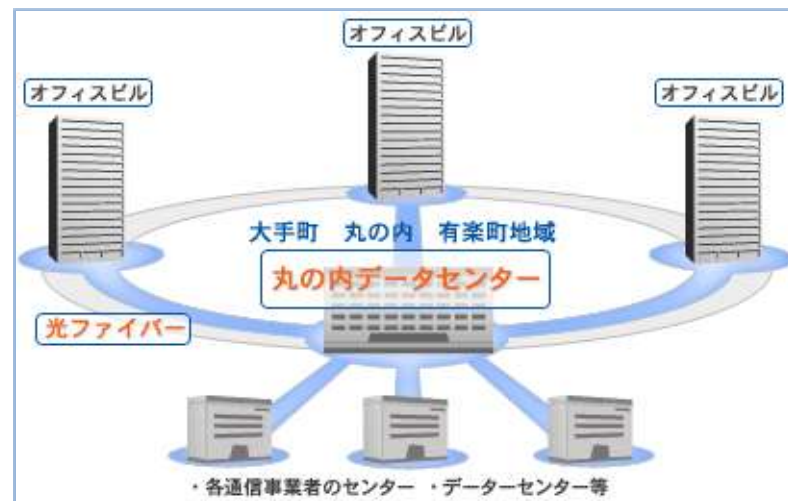 オフィスビル
オフィスビル
オフィスビル
大手町　丸の内　有楽町地域
丸の内データセンター
光ファイバー
・各通信事業者のセンター ・データーセンター等